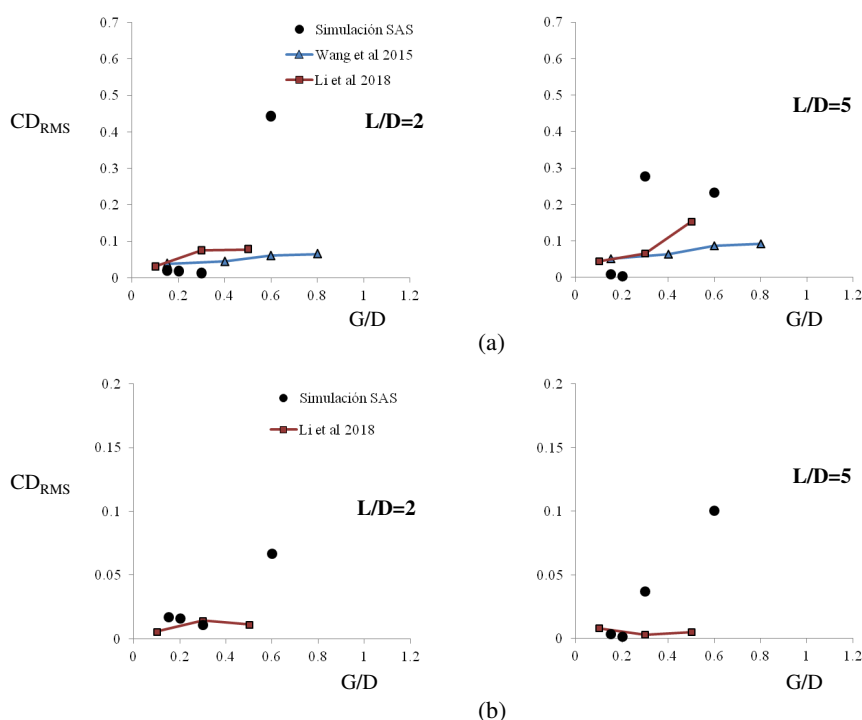 0.7
0.6
0.5
0.4
0.3
0.2
0.1
0
CD_RMS
Simulación SAS
Wang et al 2015
Li et al 2018
L/D=2
0 0.2 0.4 0.6 0.8 1 1.2
G/D
0.7
0.6
0.5
0.4
0.3
0.2
0.1
0
L/D=5
0 0.2 0.4 0.6 0.8 1 1.2
G/D
(a)
0.2
0.15
0.1
0.05
0
CD_RMS
Simulación SAS
Li et al 2018
L/D=2
0 0.2 0.4 0.6 0.8 1 1.2
G/D
0.2
0.15
0.1
0.05
0
L/D=5
0 0.2 0.4 0.6 0.8 1 1.2
G/D
(b)